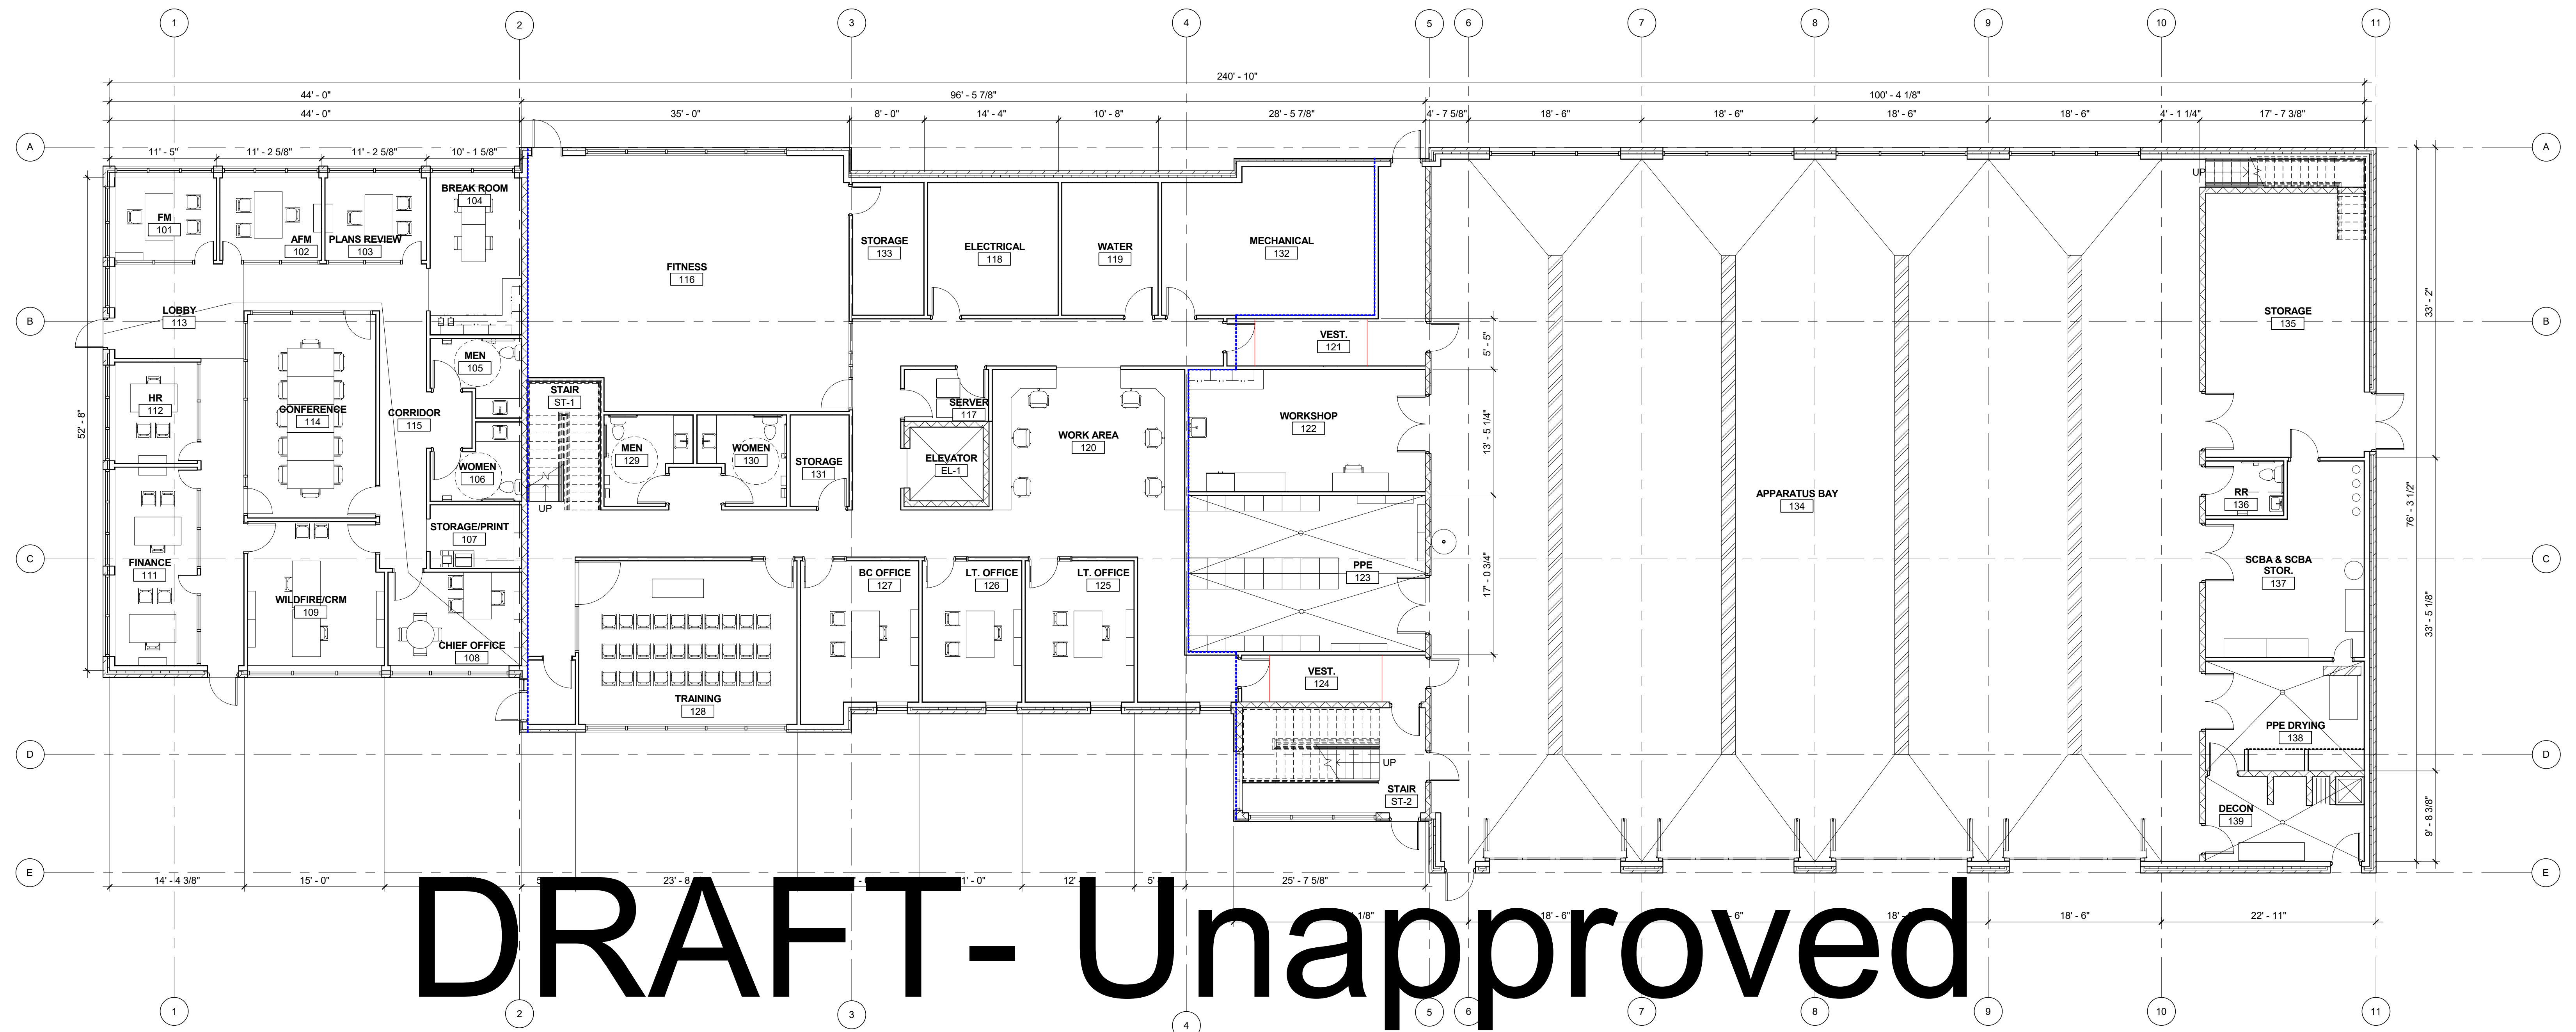 1 2 3 4 5 6 7 8 9 10 11
240' - 10"
44' - 0" 96' - 5 7/8" 100' - 4 1/8"
44' - 0" 35' - 0" 8' - 0" 14' - 4" 10' - 8" 28' - 5 7/8" 4' - 7 5/8" 18' - 6" 18' - 6" 18' - 6" 18' - 6" 4' - 1 1/4" 17' - 7 3/8"
A A
11' - 5" 11' - 2 5/8" 11' - 2 5/8" 10' - 1 5/8"
UP
BREAK ROOM
104
FM
101
AFM
102
PLANS REVIEW
103
FITNESS
116
STORAGE
133
ELECTRICAL
118
WATER
119
MECHANICAL
132
LOBBY
113
STORAGE
135
33' - 2"
B B
VEST.
121
5' - 5"
MEN
105
HR
112
CONFERENCE
114
CORRIDOR
115
STAIR
ST-1
SERVER
117
WORKSHOP
122
52' - 8"
13' - 5 1/4"
WORK AREA
120
MEN
129
WOMEN
130
STORAGE
131
ELEVATOR
EL-1
WOMEN
106
UP
APPARATUS BAY
134
RR
136
76' - 3 1/2"
STORAGE/PRINT
107
C C
FINANCE
111
WILDFIRE/CRM
109
BC OFFICE
127
LT. OFFICE
126
LT. OFFICE
125
PPE
123
17' - 0 3/4"
SCBA & SCBA
STOR.
137
33' - 5 1/8"
CHIEF OFFICE
108
TRAINING
128
VEST.
124
PPE DRYING
138
D D
UP
STAIR
ST-2
DECON
139
9' - 8 3/8"
E E
14' - 4 3/8" 15' - 0" 23' - 8 12' - 5' - 25' - 7 5/8"
1/8" 18' - 6" 6" 18' - 18' - 6" 22' - 11"
DRAFT- Unapproved
1 2 3 4 5 6 7 8 9 10 11